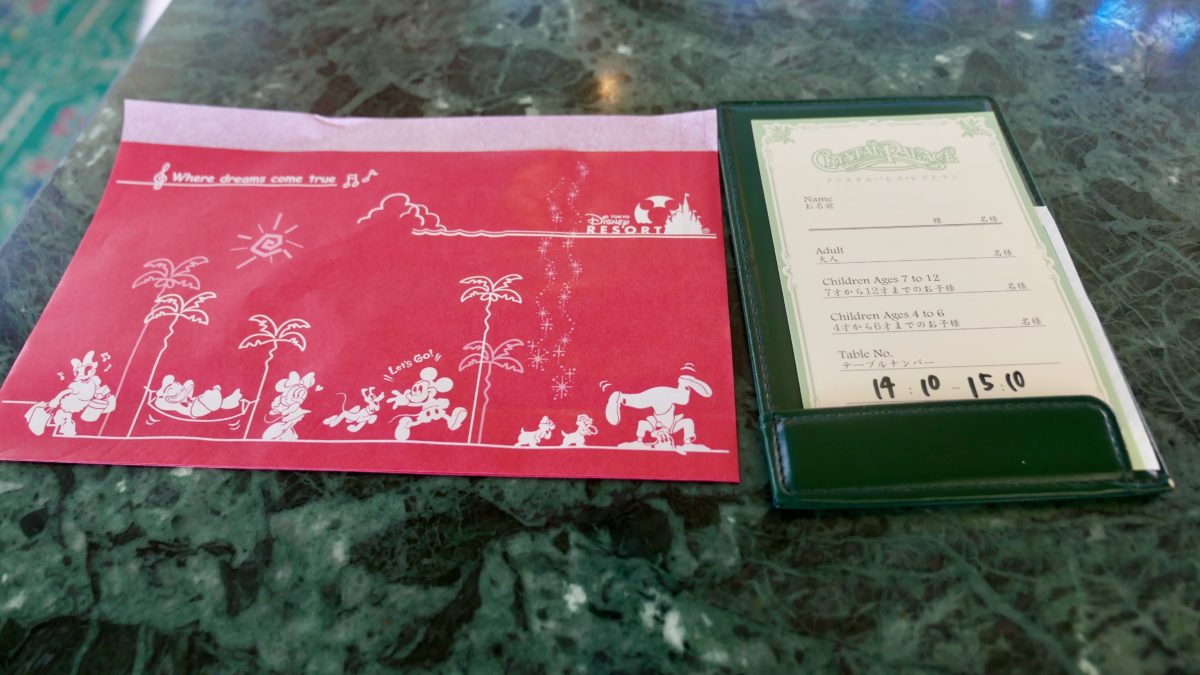 Where dreams come true
TOKYO
Disney
RESORT®
Let's Go!
CRYSTAL PALACE
クリスタルパレス・レストラン
Name
お名前
様 名様
Adult
大人 名様
Children Ages 7 to 12
7才から12才までのお子様 名様
Children Ages 4 to 6
4才から6才までのお子様 名様
Table No.
テーブルナンバー
14:10~15:10